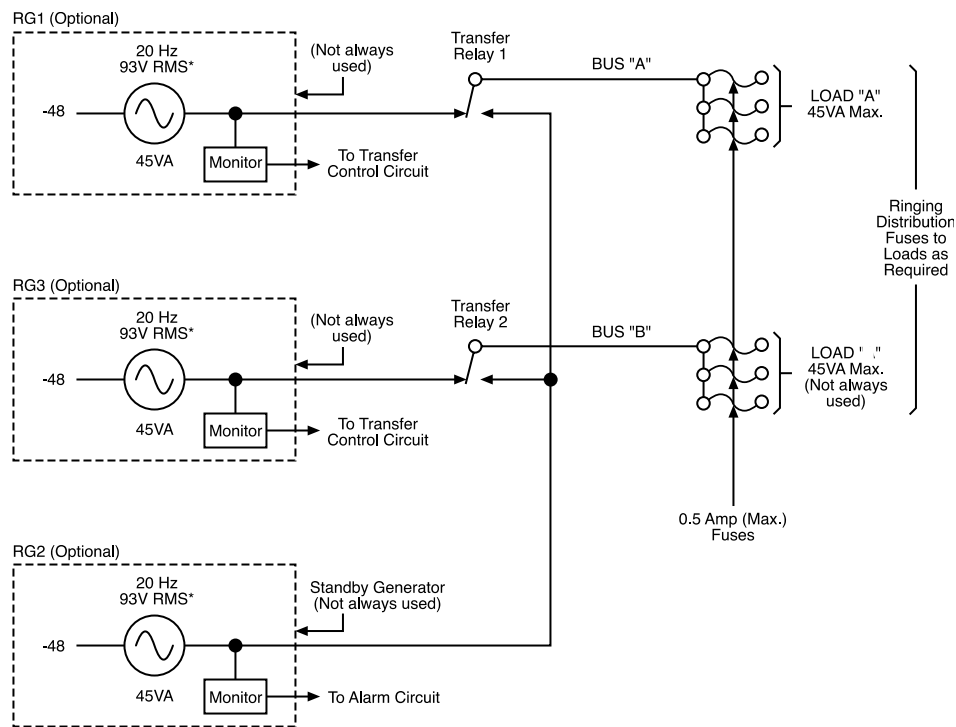 RG1 (Optional)
20 Hz
93V RMS*
-48
45VA
Monitor
(Not always
used)
To Transfer
Control Circuit
Transfer
Relay 1
BUS "A"
LOAD "A"
45VA Max.
Ringing
Distribution
Fuses to
Loads as
Required
RG3 (Optional)
20 Hz
93V RMS*
-48
45VA
Monitor
(Not always
used)
To Transfer
Control Circuit
Transfer
Relay 2
BUS "B"
LOAD
45VA Max.
(Not always
used)
0.5 Amp (Max.)
Fuses
RG2 (Optional)
20 Hz
93V RMS*
-48
45VA
Monitor
Standby Generator
(Not always used)
To Alarm Circuit